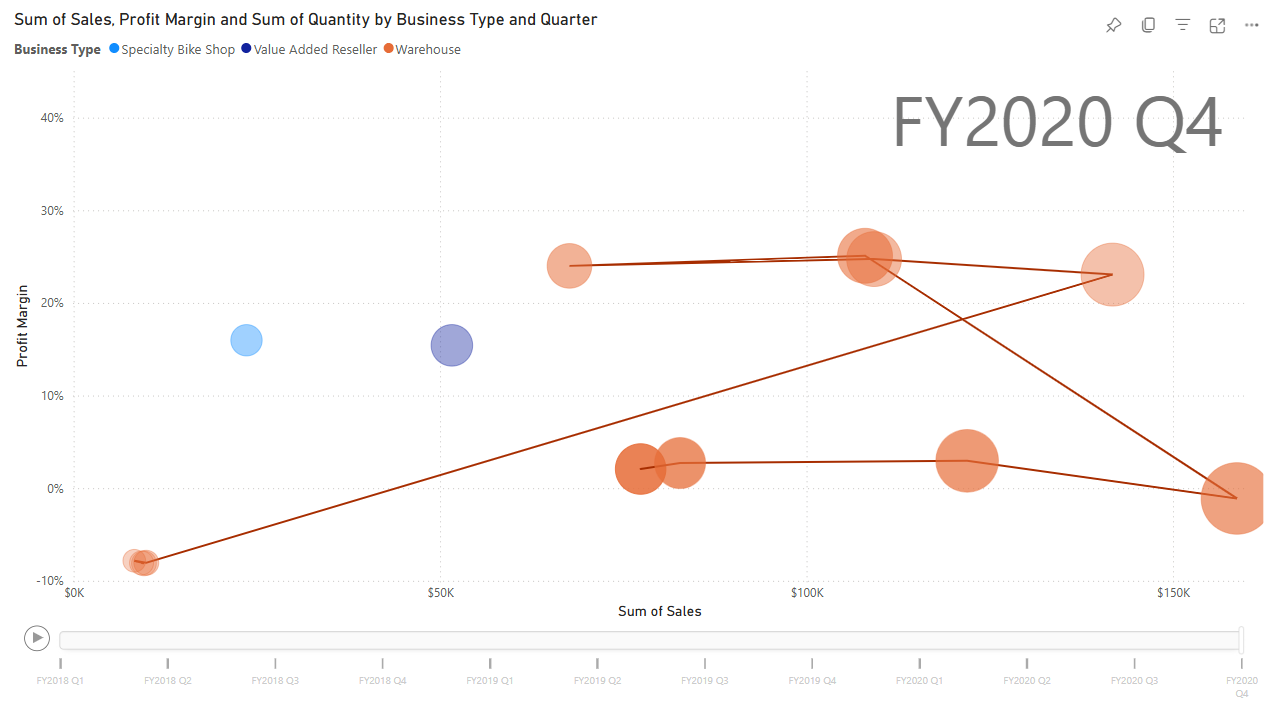 Sum of Sales, Profit Margin and Sum of Quantity by Business Type and Quarter
Business Type Specialty Bike Shop Value Added Reseller Warehouse
FY2020 Q4
40%
30%
20%
10%
0%
-10%
Profit Margin
$0K $50K $100K $150K
Sum of Sales
FY2018 Q1 FY2018 Q2 FY2018 Q3 FY2018 Q4 FY2019 Q1 FY2019 Q2 FY2019 Q3 FY2019 Q4 FY2020 Q1 FY2020 Q2 FY2020 Q3 FY2020
Q4